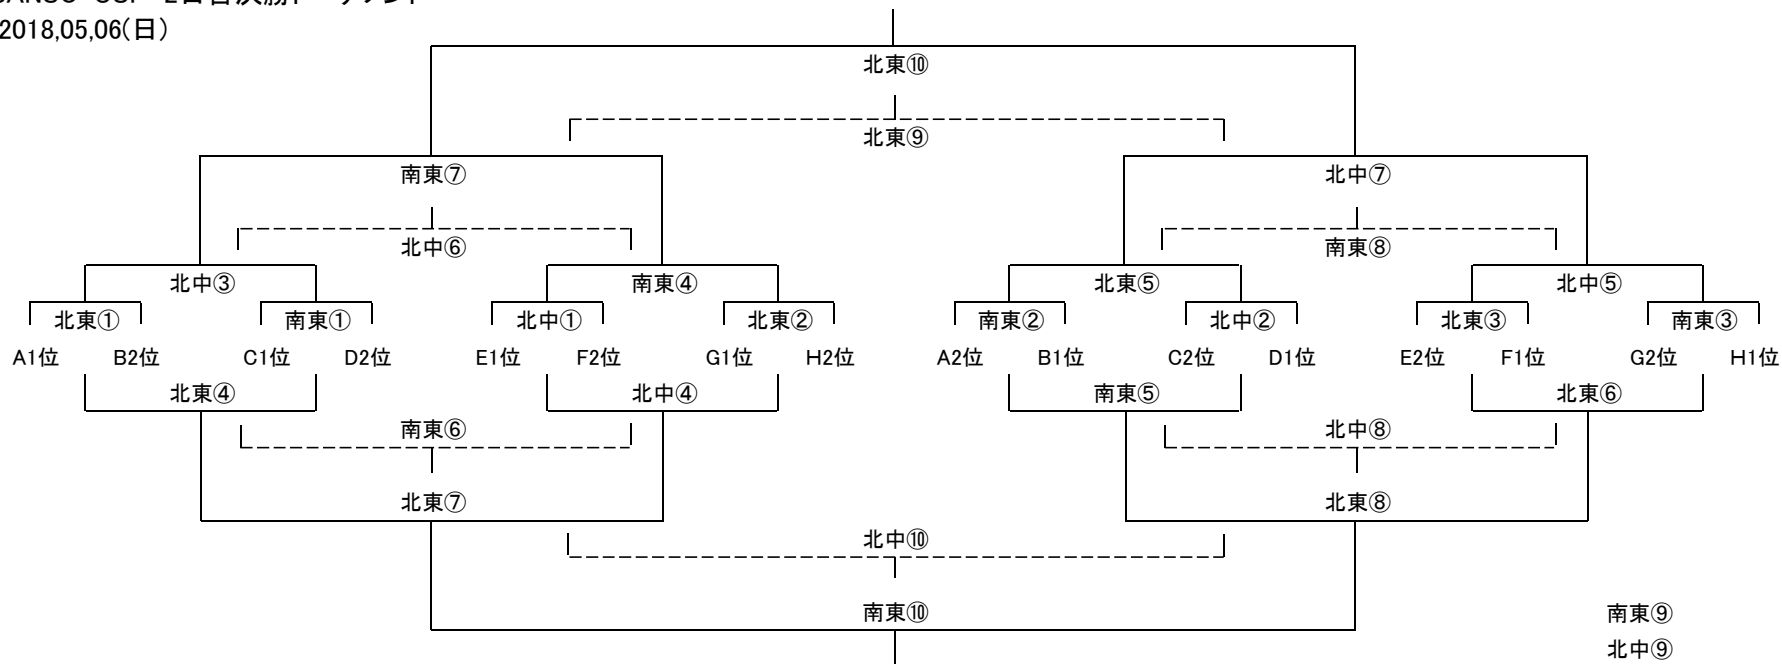 2018,05,06(日)
北東⑩
北東⑨
南東⑦ 北中⑦
北中⑥ 南東⑧
北中③ 南東④ 北東⑤ 北中⑤
北東① 南東① 北中① 北東② 南東② 北中② 北東③ 南東③
A1位 B2位 C1位 D2位 E1位 F2位 G1位 H2位 A2位 B1位 C2位 D1位 E2位 F1位 G2位 H1位
北東④ 北中④ 南東⑤ 北東⑥
南東⑥ 北中⑧
北東⑦ 北東⑧
北中⑩
南東⑩ 南東⑨
北中⑨